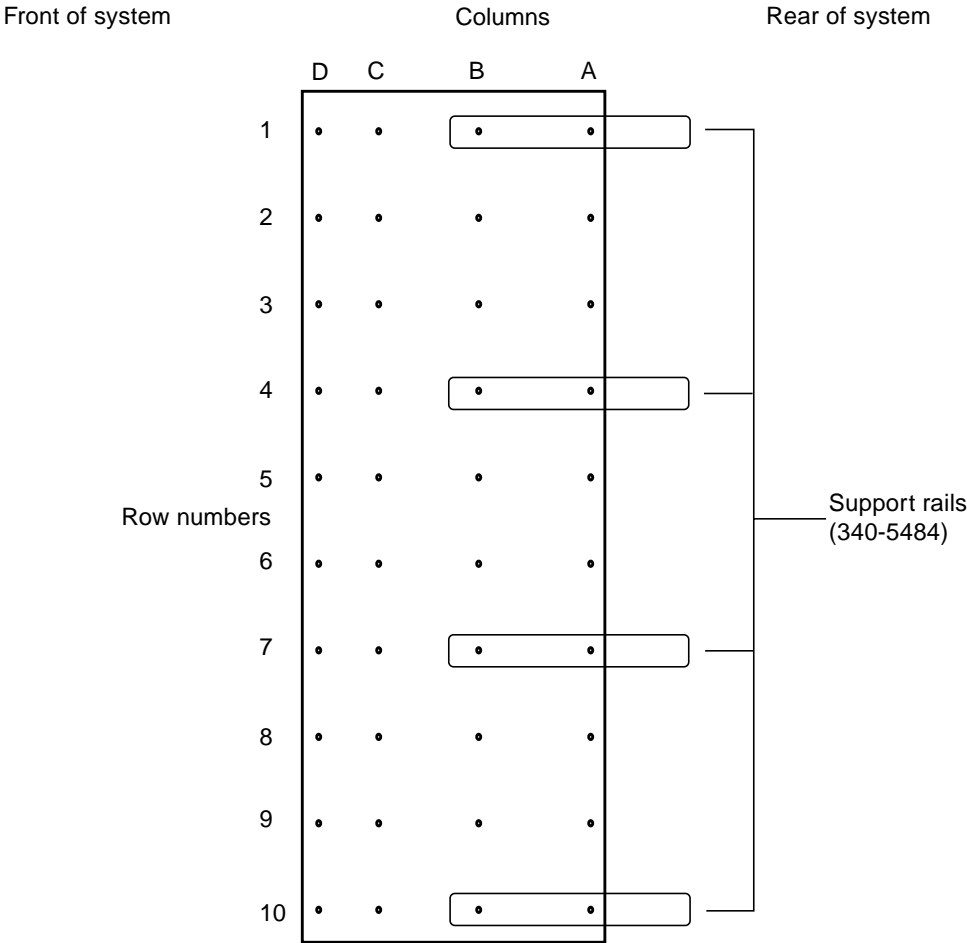 Front of system
Columns
Rear of system
D C B A
1
2
3
4
5
Row numbers
6
7
8
9
10
Support rails
(340-5484)